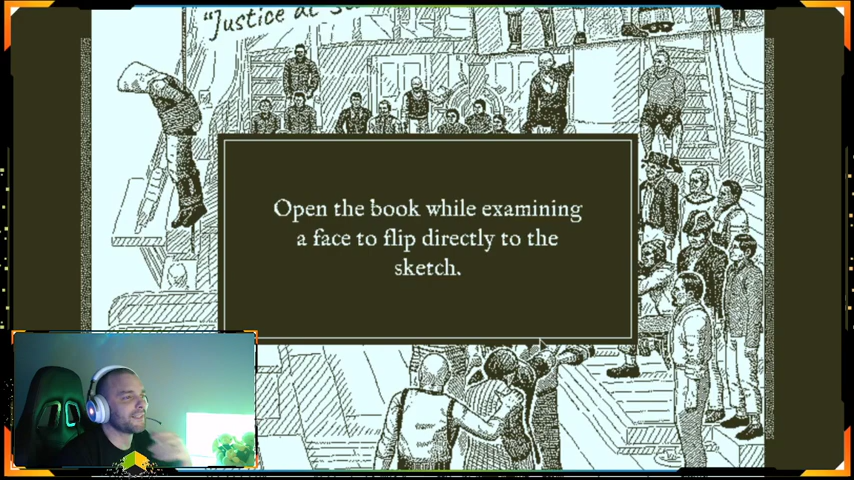 "Justice at
Open the book while examining
a face to flip directly to the
sketch.